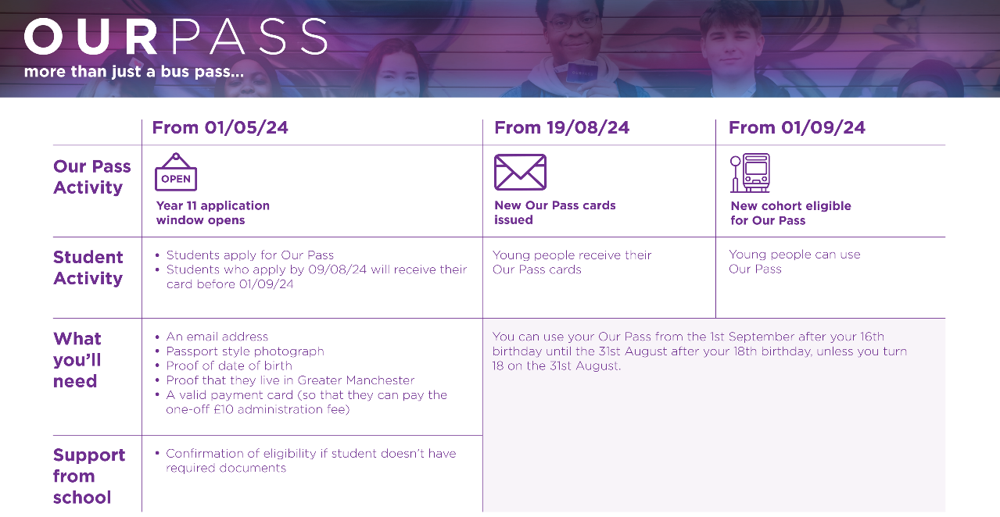 OURPASS
more than just a bus pass...
From 01/05/24
From 19/08/24
From 01/09/24
Our Pass
Activity
OPEN
Year 11 application
window opens
New Our Pass cards
issued
New cohort eligible
for Our Pass
Student
Activity
• Students apply for Our Pass
• Students who apply by 09/08/24 will receive their
card before 01/09/24
Young people receive their
Our Pass cards
Young people can use
Our Pass
What
you'll
need
• An email address
• Passport style photograph
• Proof of date of birth
• Proof that they live in Greater Manchester
• A valid payment card (so that they can pay the
one-off £10 administration fee)
You can use your Our Pass from the 1st September after your 16th
birthday until the 31st August after your 18th birthday, unless you turn
18 on the 31st August.
Support
from
school
• Confirmation of eligibility if student doesn't have
required documents